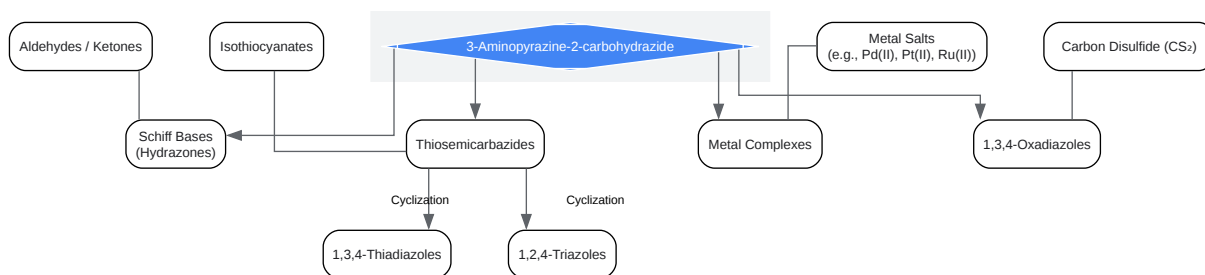 Aldehydes / Ketones
Isothiocyanates
3-Aminopyrazine-2-carbohydrazide
Metal Salts
(e.g., Pd(II), Pt(II), Ru(II))
Carbon Disulfide (CS₂)
Schiff Bases
(Hydrazones)
Thiosemicarbazides
Metal Complexes
1,3,4-Oxadiazoles
Cyclization
Cyclization
1,3,4-Thiadiazoles
1,2,4-Triazoles